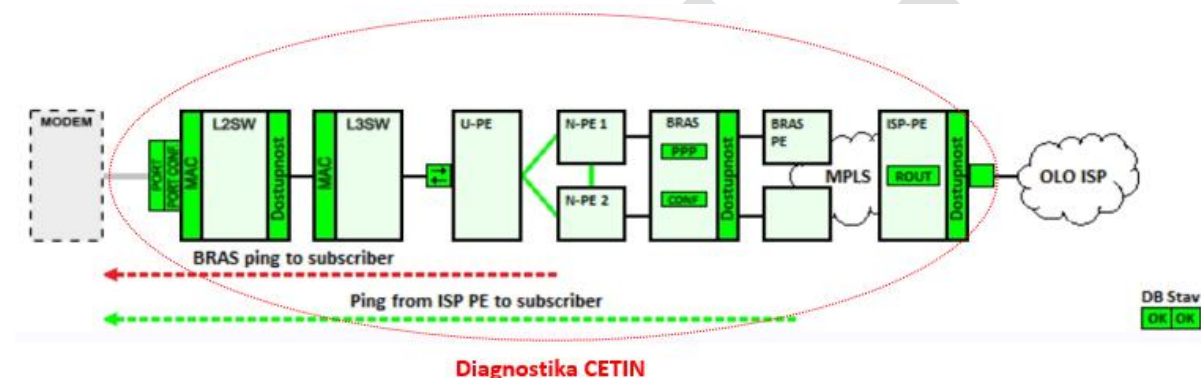 MODEM
PORT
PORT CONF
MAC
L2SW
Dostupnost
MAC
L3SW
U-PE
N-PE 1
N-PE 2
BRAS
PPP
CONF
Dostupnost
BRAS
PE
MPLS
ISP-PE
ROUT
Dostupnost
OLO ISP
BRAS ping to subscriber
Ping from ISP PE to subscriber
DB Stav
OK OK
Diagnostika CETIN